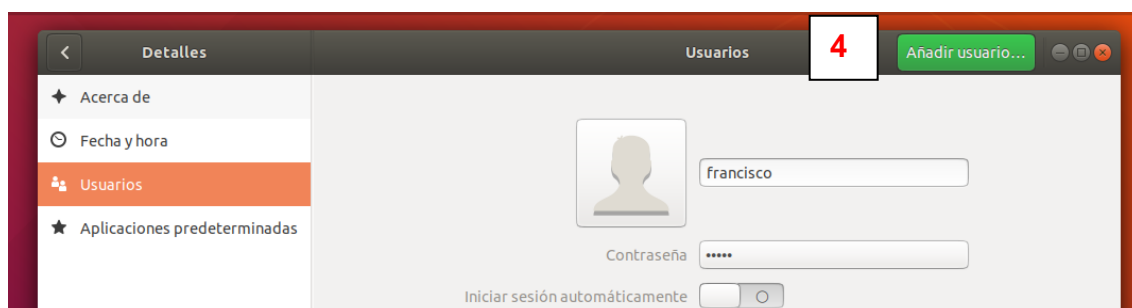 Detalles
Usuarios
4
Añadir usuario...
Acerca de
Fecha y hora
Usuarios
Aplicaciones predeterminadas
francisco
Contraseña •••••
Iniciar sesión automáticamente